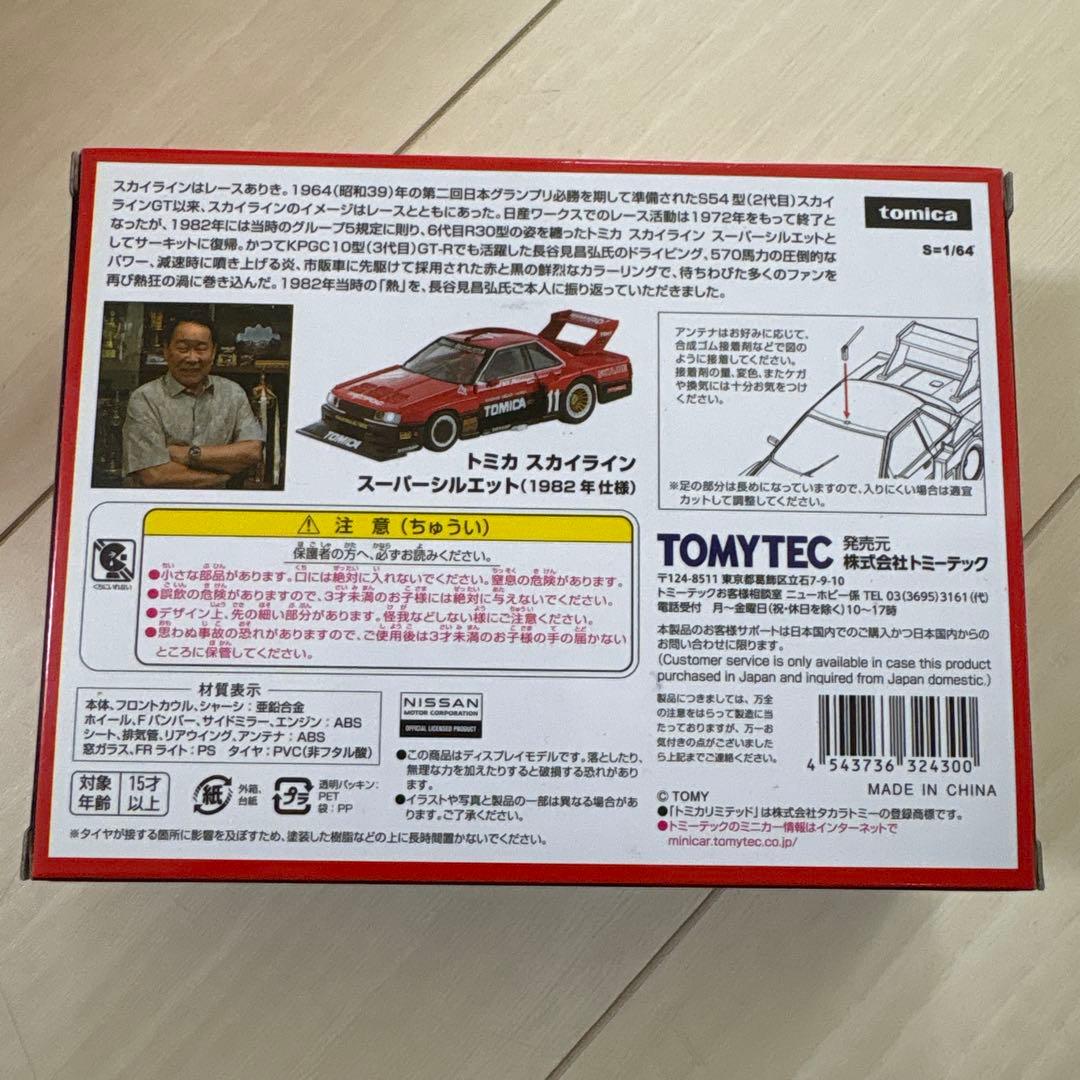 スカイラインはレースありき。1964(昭和39)年の第二回日本グランプリ必勝を期して準備されたS54型(2代目)スカイ
ラインGT以来、スカイラインのイメージはレースとともにあった。日産ワークスでのレース活動は1972年をもって終了と
なったが、1982年には当時のグループ5規定に則り、6代目R30型の姿を纏ったトミカ スカイライン スーパーシルエットと
してサーキットに復帰。かつてKPGC10型(3代目)GT-Rでも活躍した長谷見昌弘氏のドライビング、570馬力の圧倒的な
パワー、減速時に噴き上げる炎、市販車に先駆けて採用された赤と黒の鮮烈なカラーリングで、待ちわびた多くのファンを
再び熱狂の渦に巻き込んだ。1982年当時の「熱」を、長谷見昌弘氏ご本人に振り返っていただきました。
tomica
S=1/64
TOMICA
11
TOMICA
トミカ スカイライン
スーパーシルエット(1982年仕様)
アンテナはお好みに応じて、
合成ゴム接着剤などで図の
ように接着してください。
接着剤の量、変色、またケガ
や換気には十分お気をつけ
ください。
※足の部分は長めになっていますので、入りにくい場合は適宜
カットして調整してください。
くちにいれない
⚠ 注意(ちゅうい)
保護者の方へ、必ずお読みください。
●小さな部品があります。口には絶対に入れないでください。窒息の危険があります。
●誤飲の危険がありますので、3才未満のお子様には絶対に与えないでください。
●デザイン上、先の細い部分があります。怪我などしない様にご注意ください。
●思わぬ事故の恐れがありますので、ご使用後は3才未満のお子様の手の届かない
ところに保管してください。
TOMYTEC 発売元
株式会社トミーテック
〒124-8511 東京都葛飾区立石7-9-10
トミーテックお客様相談室 ニューホビー係 TEL 03(3695)3161(代)
電話受付 月〜金曜日(祝・休日を除く)10〜17時
本製品のお客様サポートは日本国内でのご購入かつ日本国内からの
お問い合わせに限ります。
(Customer service is only available in case this product
purchased in Japan and inquired from Japan domestic.)
製品につきましては、万全
の注意をはらって製造に当
たっておりますが、万一お
気付きの点がございました
ら上記までご連絡ください。
4 543736 324300
MADE IN CHINA
材質表示
本体、フロントカウル、シャーシ:亜鉛合金
ホイール、Fバンパー、サイドミラー、エンジン:ABS
シート、排気管、リアウイング、アンテナ:ABS
窓ガラス、FRライト:PS タイヤ:PVC(非フタル酸)
対象年齢 15才以上
紙 外箱、台紙
プラ 透明パッキン:PET 袋:PP
NISSAN
MOTOR CORPORATION
OFFICIAL LICENSED PRODUCT
●この商品はディスプレイモデルです。落としたり、
無理な力を加えたりすると破損する恐れがあり
ます。
●イラストや写真と製品の一部は異なる場合があ
ります。ご了承ください。
※タイヤが接する箇所に影響を及ぼすため、塗装した樹脂などの上に長時間置かないでください。
© TOMY
●「トミカリミテッド」は株式会社タカラトミーの登録商標です。
●トミーテックのミニカー情報はインターネットで
minicar.tomytec.co.jp/